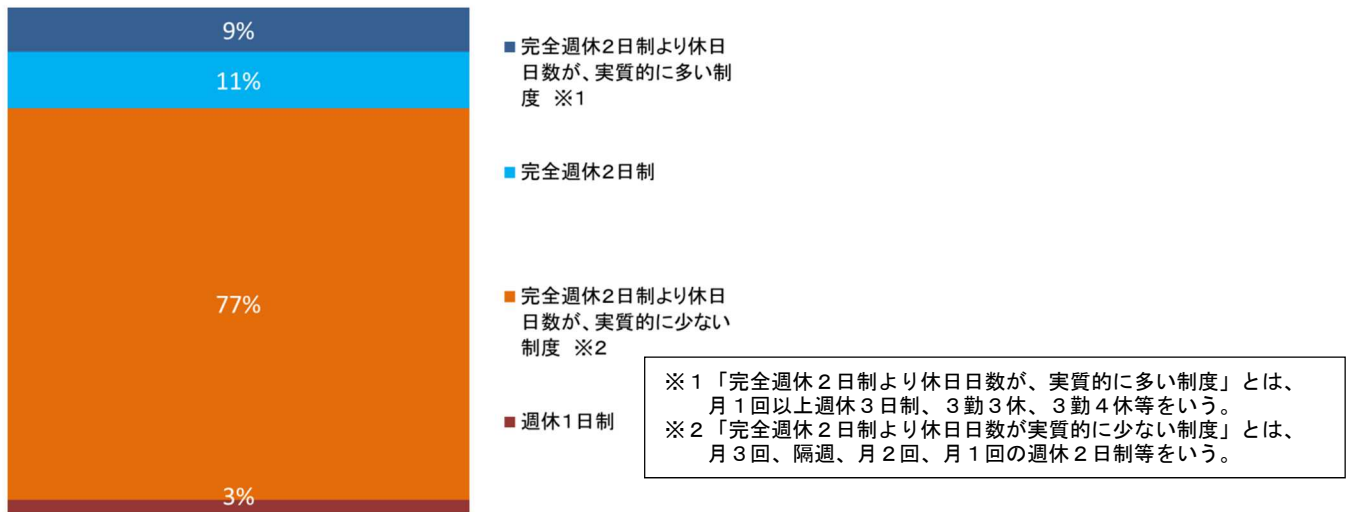 9%
11%
77%
3%
完全週休2日制より休日
日数が、実質的に多い制
度 ※1
完全週休2日制
完全週休2日制より休日
日数が、実質的に少ない
制度 ※2
週休1日制
※１「完全週休２日制より休日日数が、実質的に多い制度」とは、
月１回以上週休３日制、３勤３休、３勤４休等をいう。
※２「完全週休２日制より休日日数が実質的に少ない制度」とは、
月３回、隔週、月２回、月１回の週休２日制等をいう。